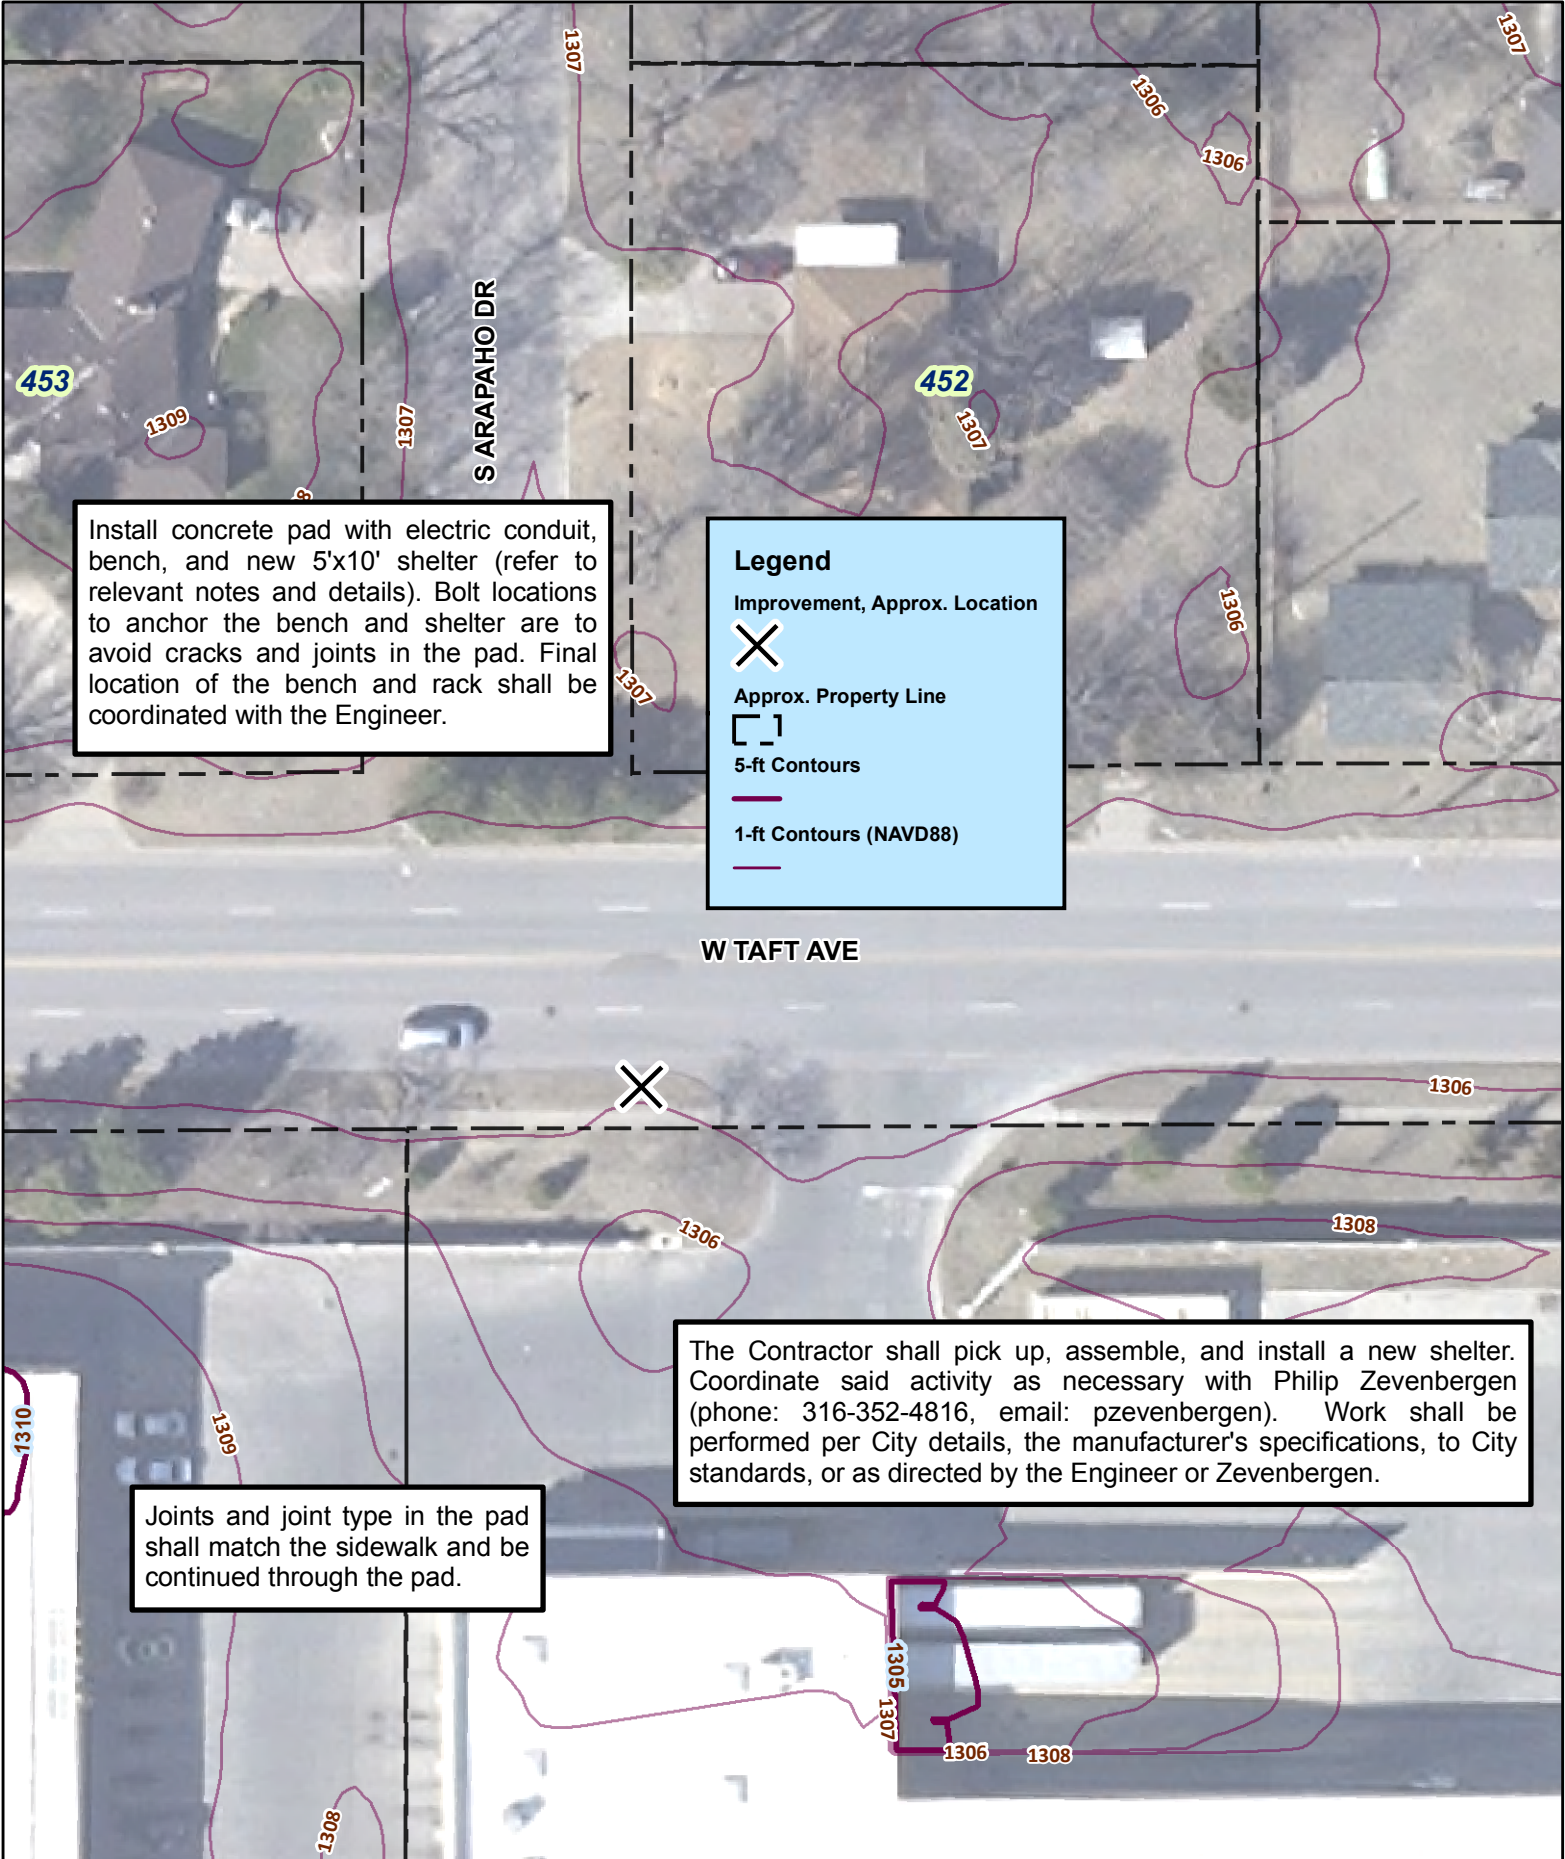 1307
1307
1306
1306
S ARAPAHO DR
453
452
1309
1307
1307
8
Install concrete pad with electric conduit,
bench, and new 5'x10' shelter (refer to
relevant notes and details). Bolt locations
to anchor the bench and shelter are to
avoid cracks and joints in the pad. Final
location of the bench and rack shall be
coordinated with the Engineer.
Legend
Improvement, Approx. Location
Approx. Property Line
5-ft Contours
1-ft Contours (NAVD88)
1306
1307
W TAFT AVE
1306
1306
1308
The Contractor shall pick up, assemble, and install a new shelter.
Coordinate said activity as necessary with Philip Zevenbergen
(phone: 316-352-4816, email: pzevenbergen). Work shall be
performed per City details, the manufacturer's specifications, to City
standards, or as directed by the Engineer or Zevenbergen.
1310
1309
Joints and joint type in the pad
shall match the sidewalk and be
continued through the pad.
1305
1307
1306
1308
1308